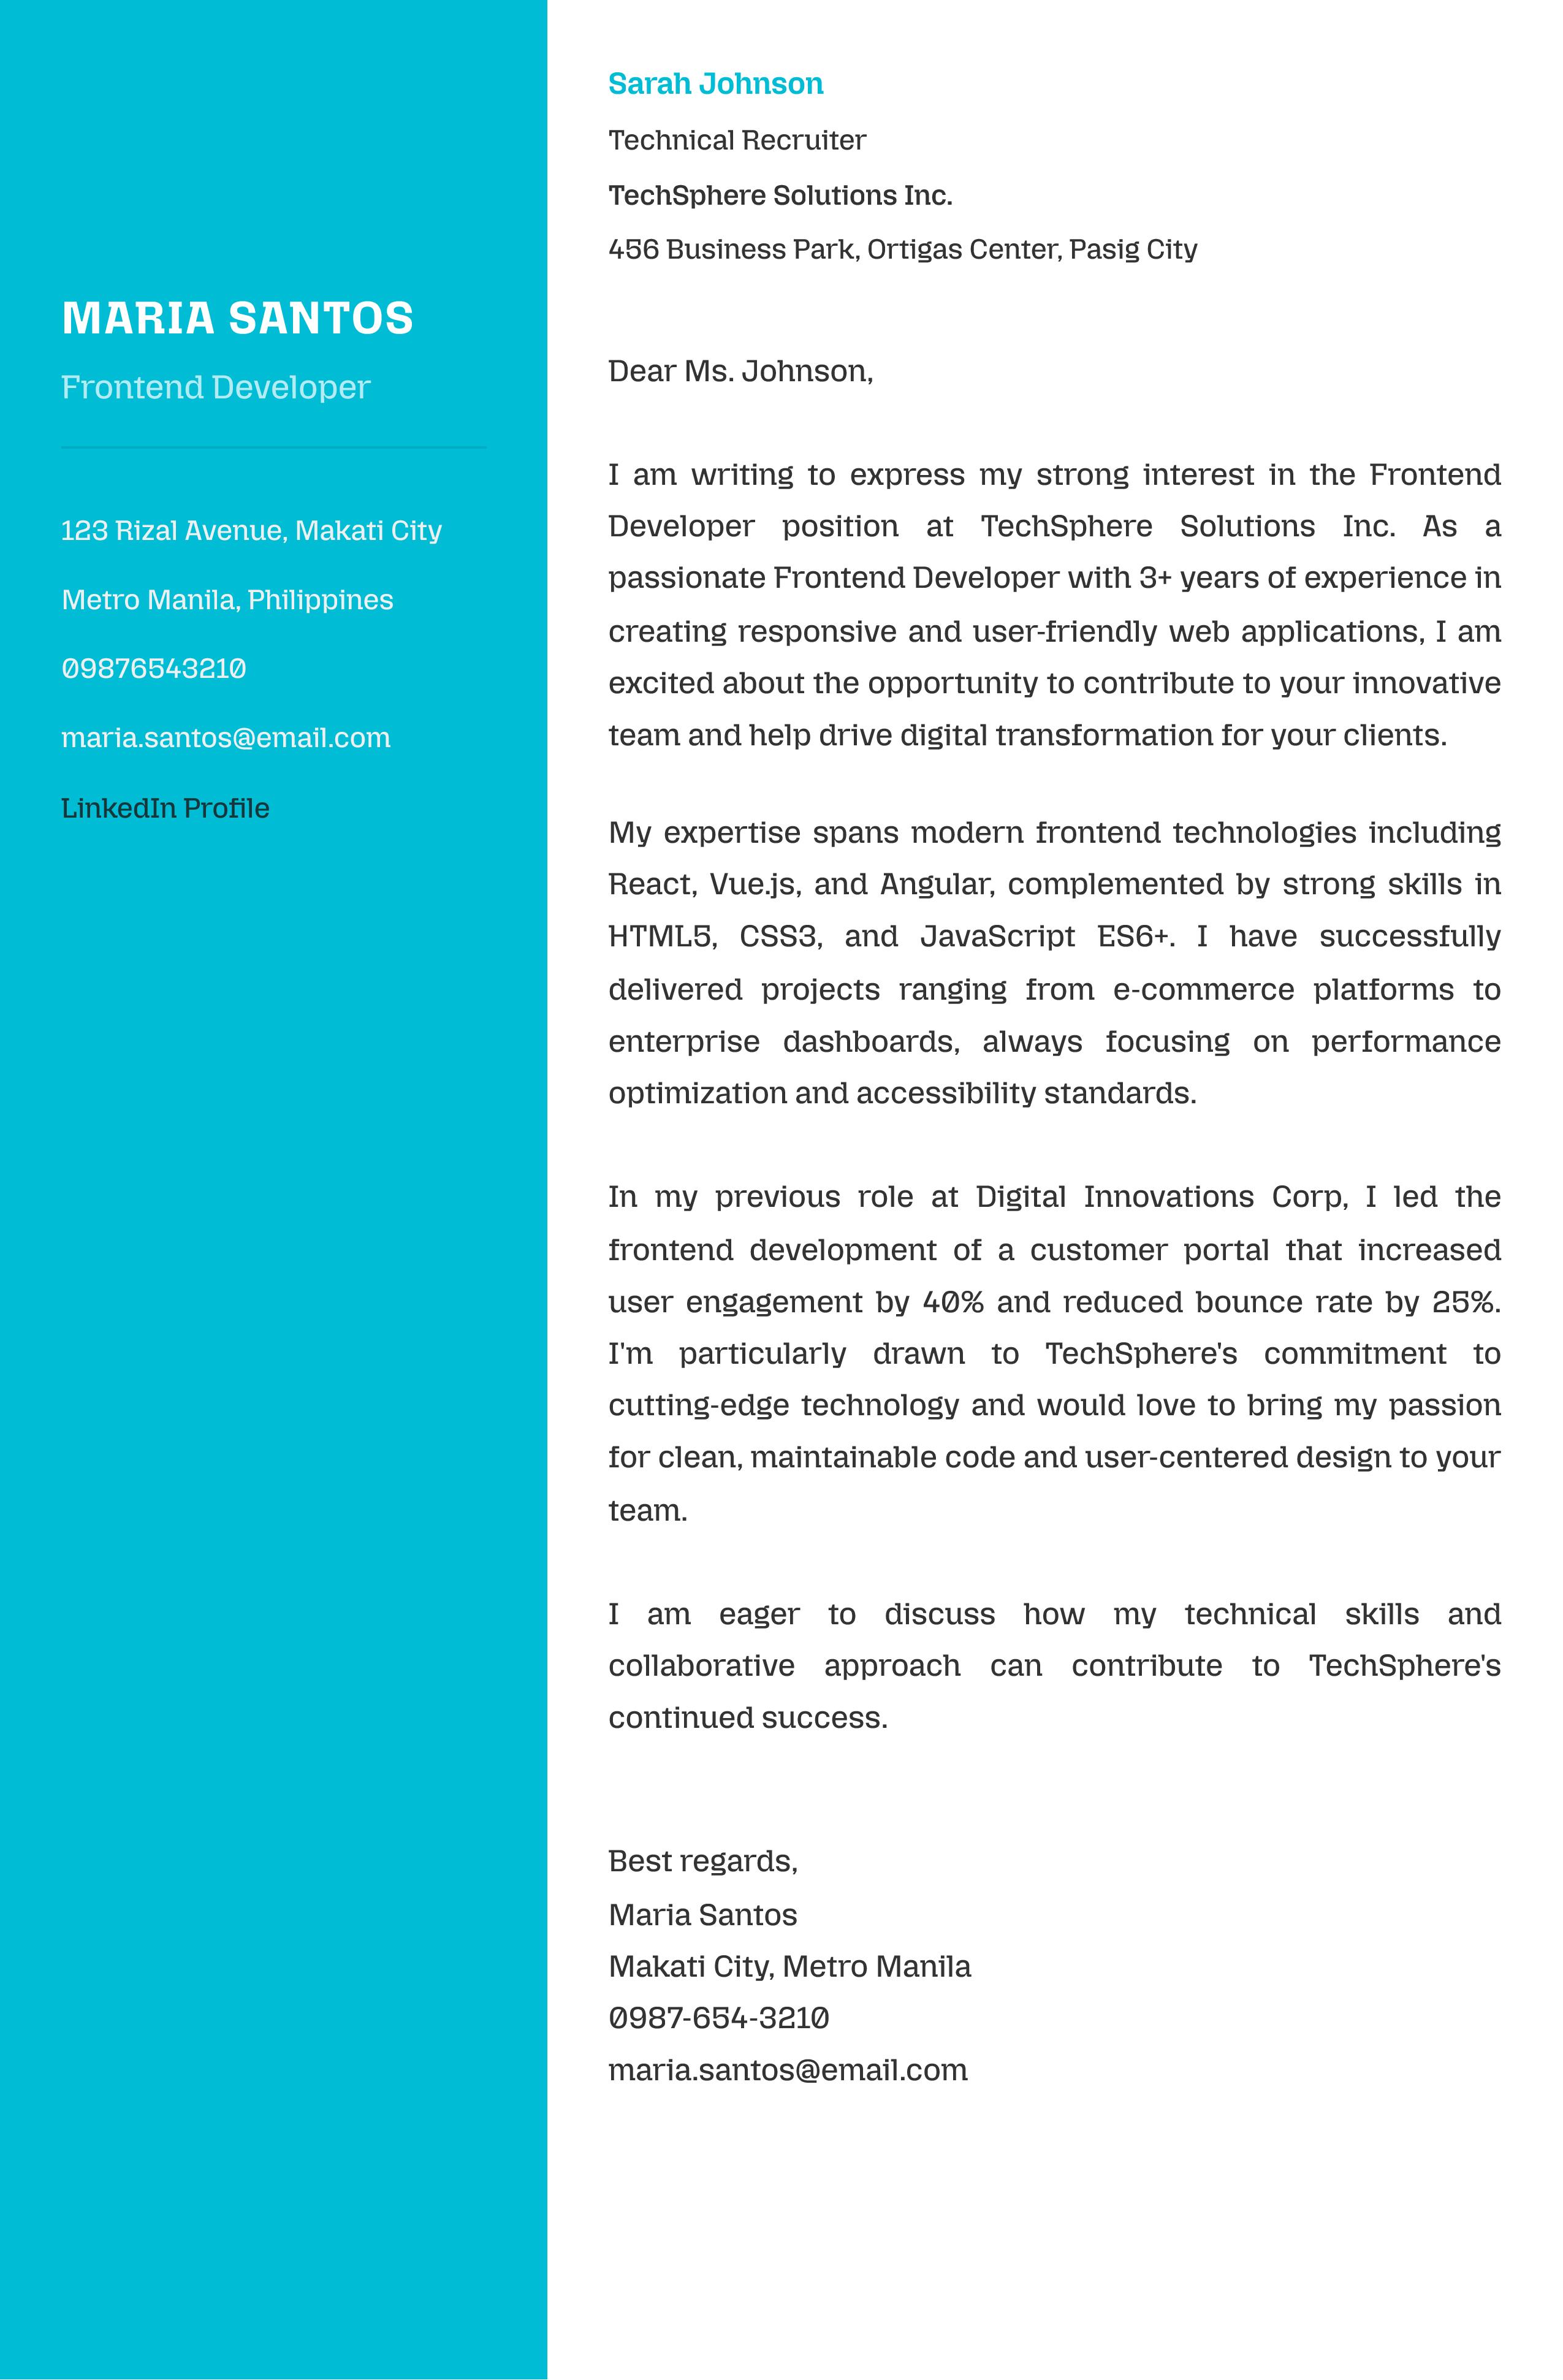 MARIA SANTOS
Frontend Developer
123 Rizal Avenue, Makati City
Metro Manila, Philippines
09876543210
maria.santos@email.com
LinkedIn Profile
Sarah Johnson
Technical Recruiter
TechSphere Solutions Inc.
456 Business Park, Ortigas Center, Pasig City
Dear Ms. Johnson,
I am writing to express my strong interest in the Frontend
Developer position at TechSphere Solutions Inc. As a
passionate Frontend Developer with 3+ years of experience in
creating responsive and user-friendly web applications, I am
excited about the opportunity to contribute to your innovative
team and help drive digital transformation for your clients.
My expertise spans modern frontend technologies including
React, Vue.js, and Angular, complemented by strong skills in
HTML5, CSS3, and JavaScript ES6+. I have successfully
delivered projects ranging from e-commerce platforms to
enterprise dashboards, always focusing on performance
optimization and accessibility standards.
In my previous role at Digital Innovations Corp, I led the
frontend development of a customer portal that increased
user engagement by 40% and reduced bounce rate by 25%.
I'm particularly drawn to TechSphere's commitment to
cutting-edge technology and would love to bring my passion
for clean, maintainable code and user-centered design to your
team.
I am eager to discuss how my technical skills and
collaborative approach can contribute to TechSphere's
continued success.
Best regards,
Maria Santos
Makati City, Metro Manila
0987-654-3210
maria.santos@email.com